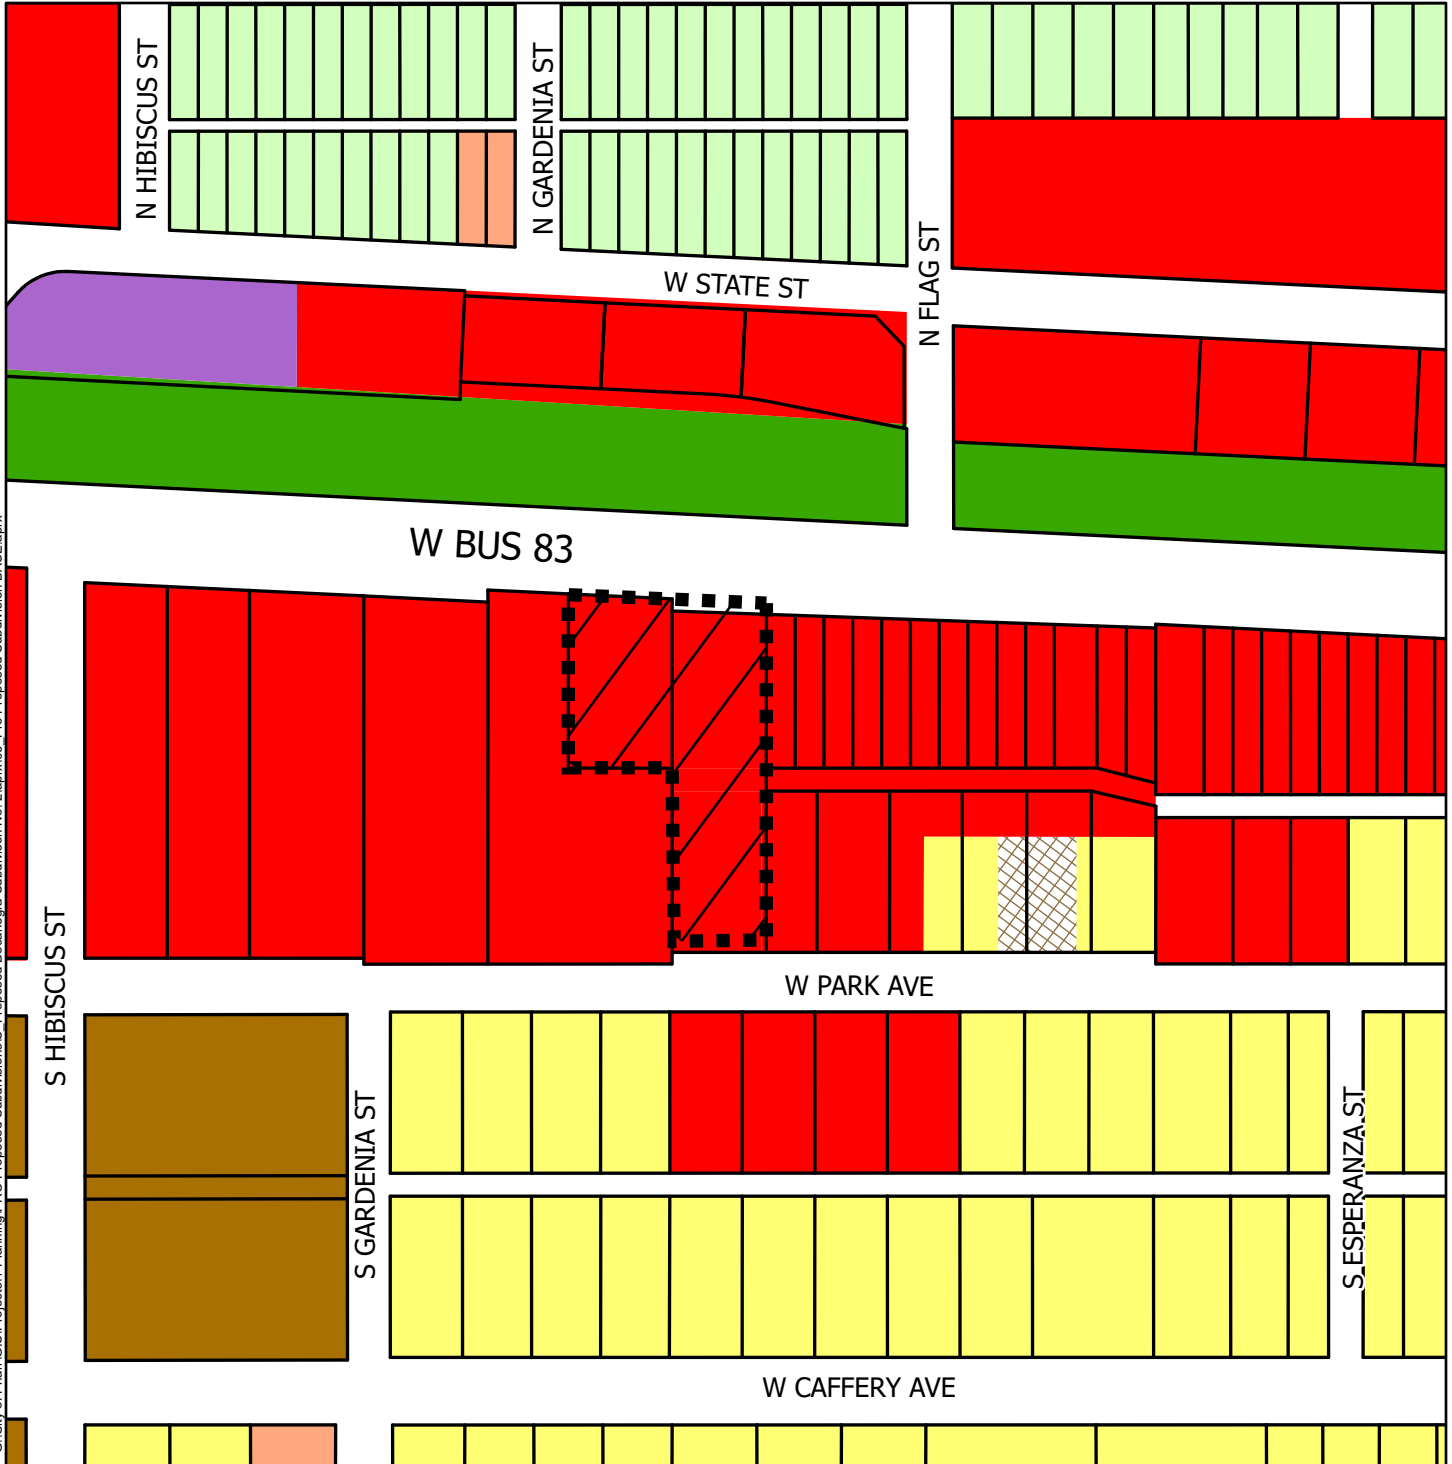 N HIBISCUS ST
N GARDENIA ST
N FLAG ST
W STATE ST
W BUS 83
S HIBISCUS ST
W PARK AVE
S GARDENIA ST
S ESPERANZA ST
W CAFFERY AVE